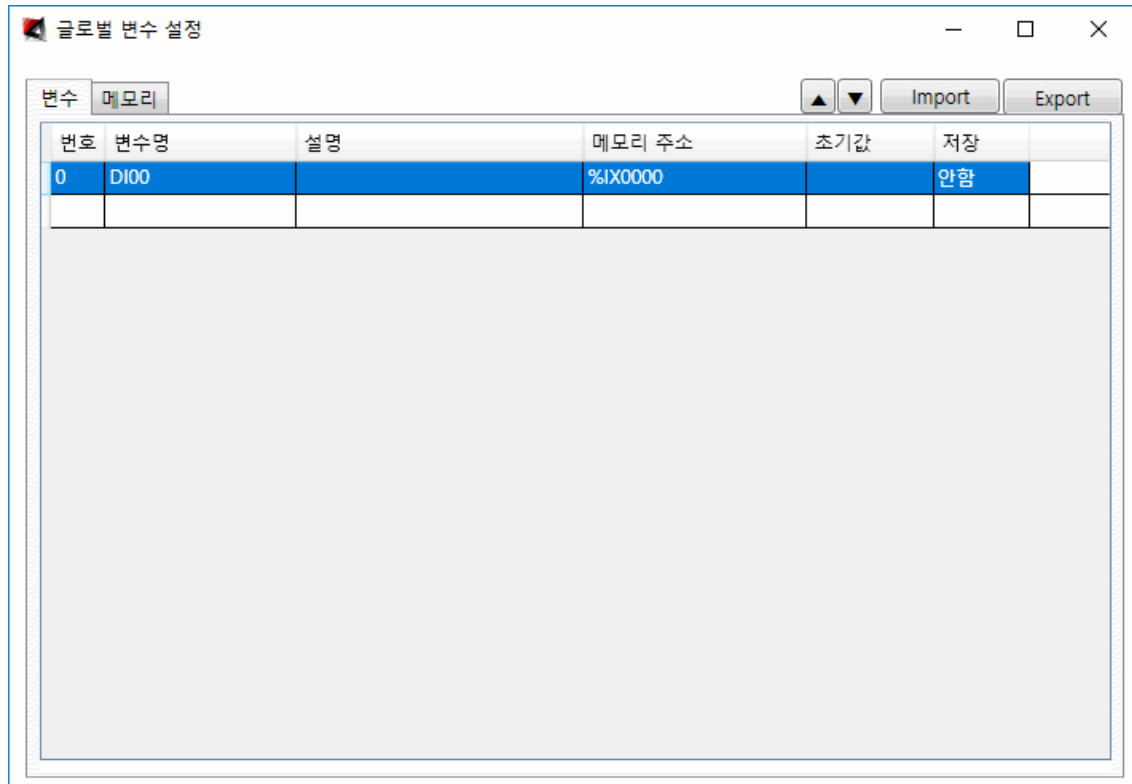 글로벌 변수 설정
변수 메모리 ▲ ▼ Import Export
번호 변수명 설명 메모리 주소 초기값 저장
0 DI00 %IX0000 안함